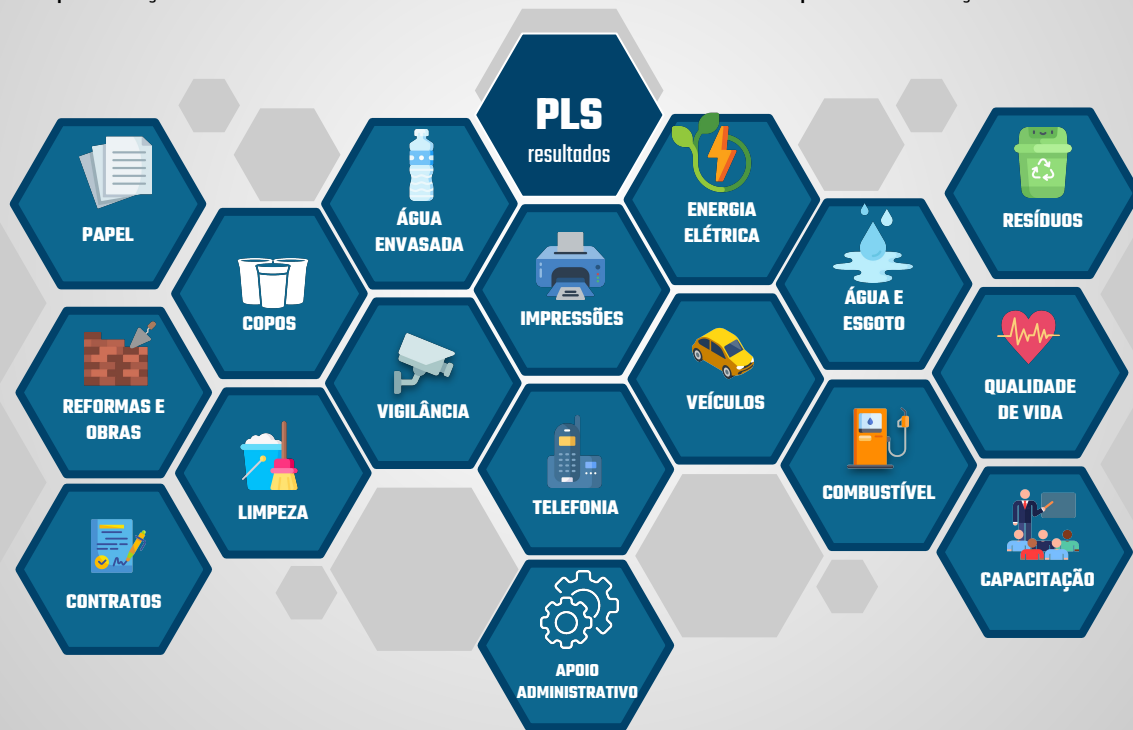 PLS
resultados
PAPEL
ÁGUA
ENVASADA
ENERGIA
ELÉTRICA
RESÍDUOS
COPOS
IMPRESSÕES
ÁGUA E
ESGOTO
REFORMAS E
OBRAS
VIGILÂNCIA
VEÍCULOS
QUALIDADE
DE VIDA
LIMPEZA
TELEFONIA
COMBUSTÍVEL
CONTRATOS
CAPACITAÇÃO
APOIO
ADMINISTRATIVO